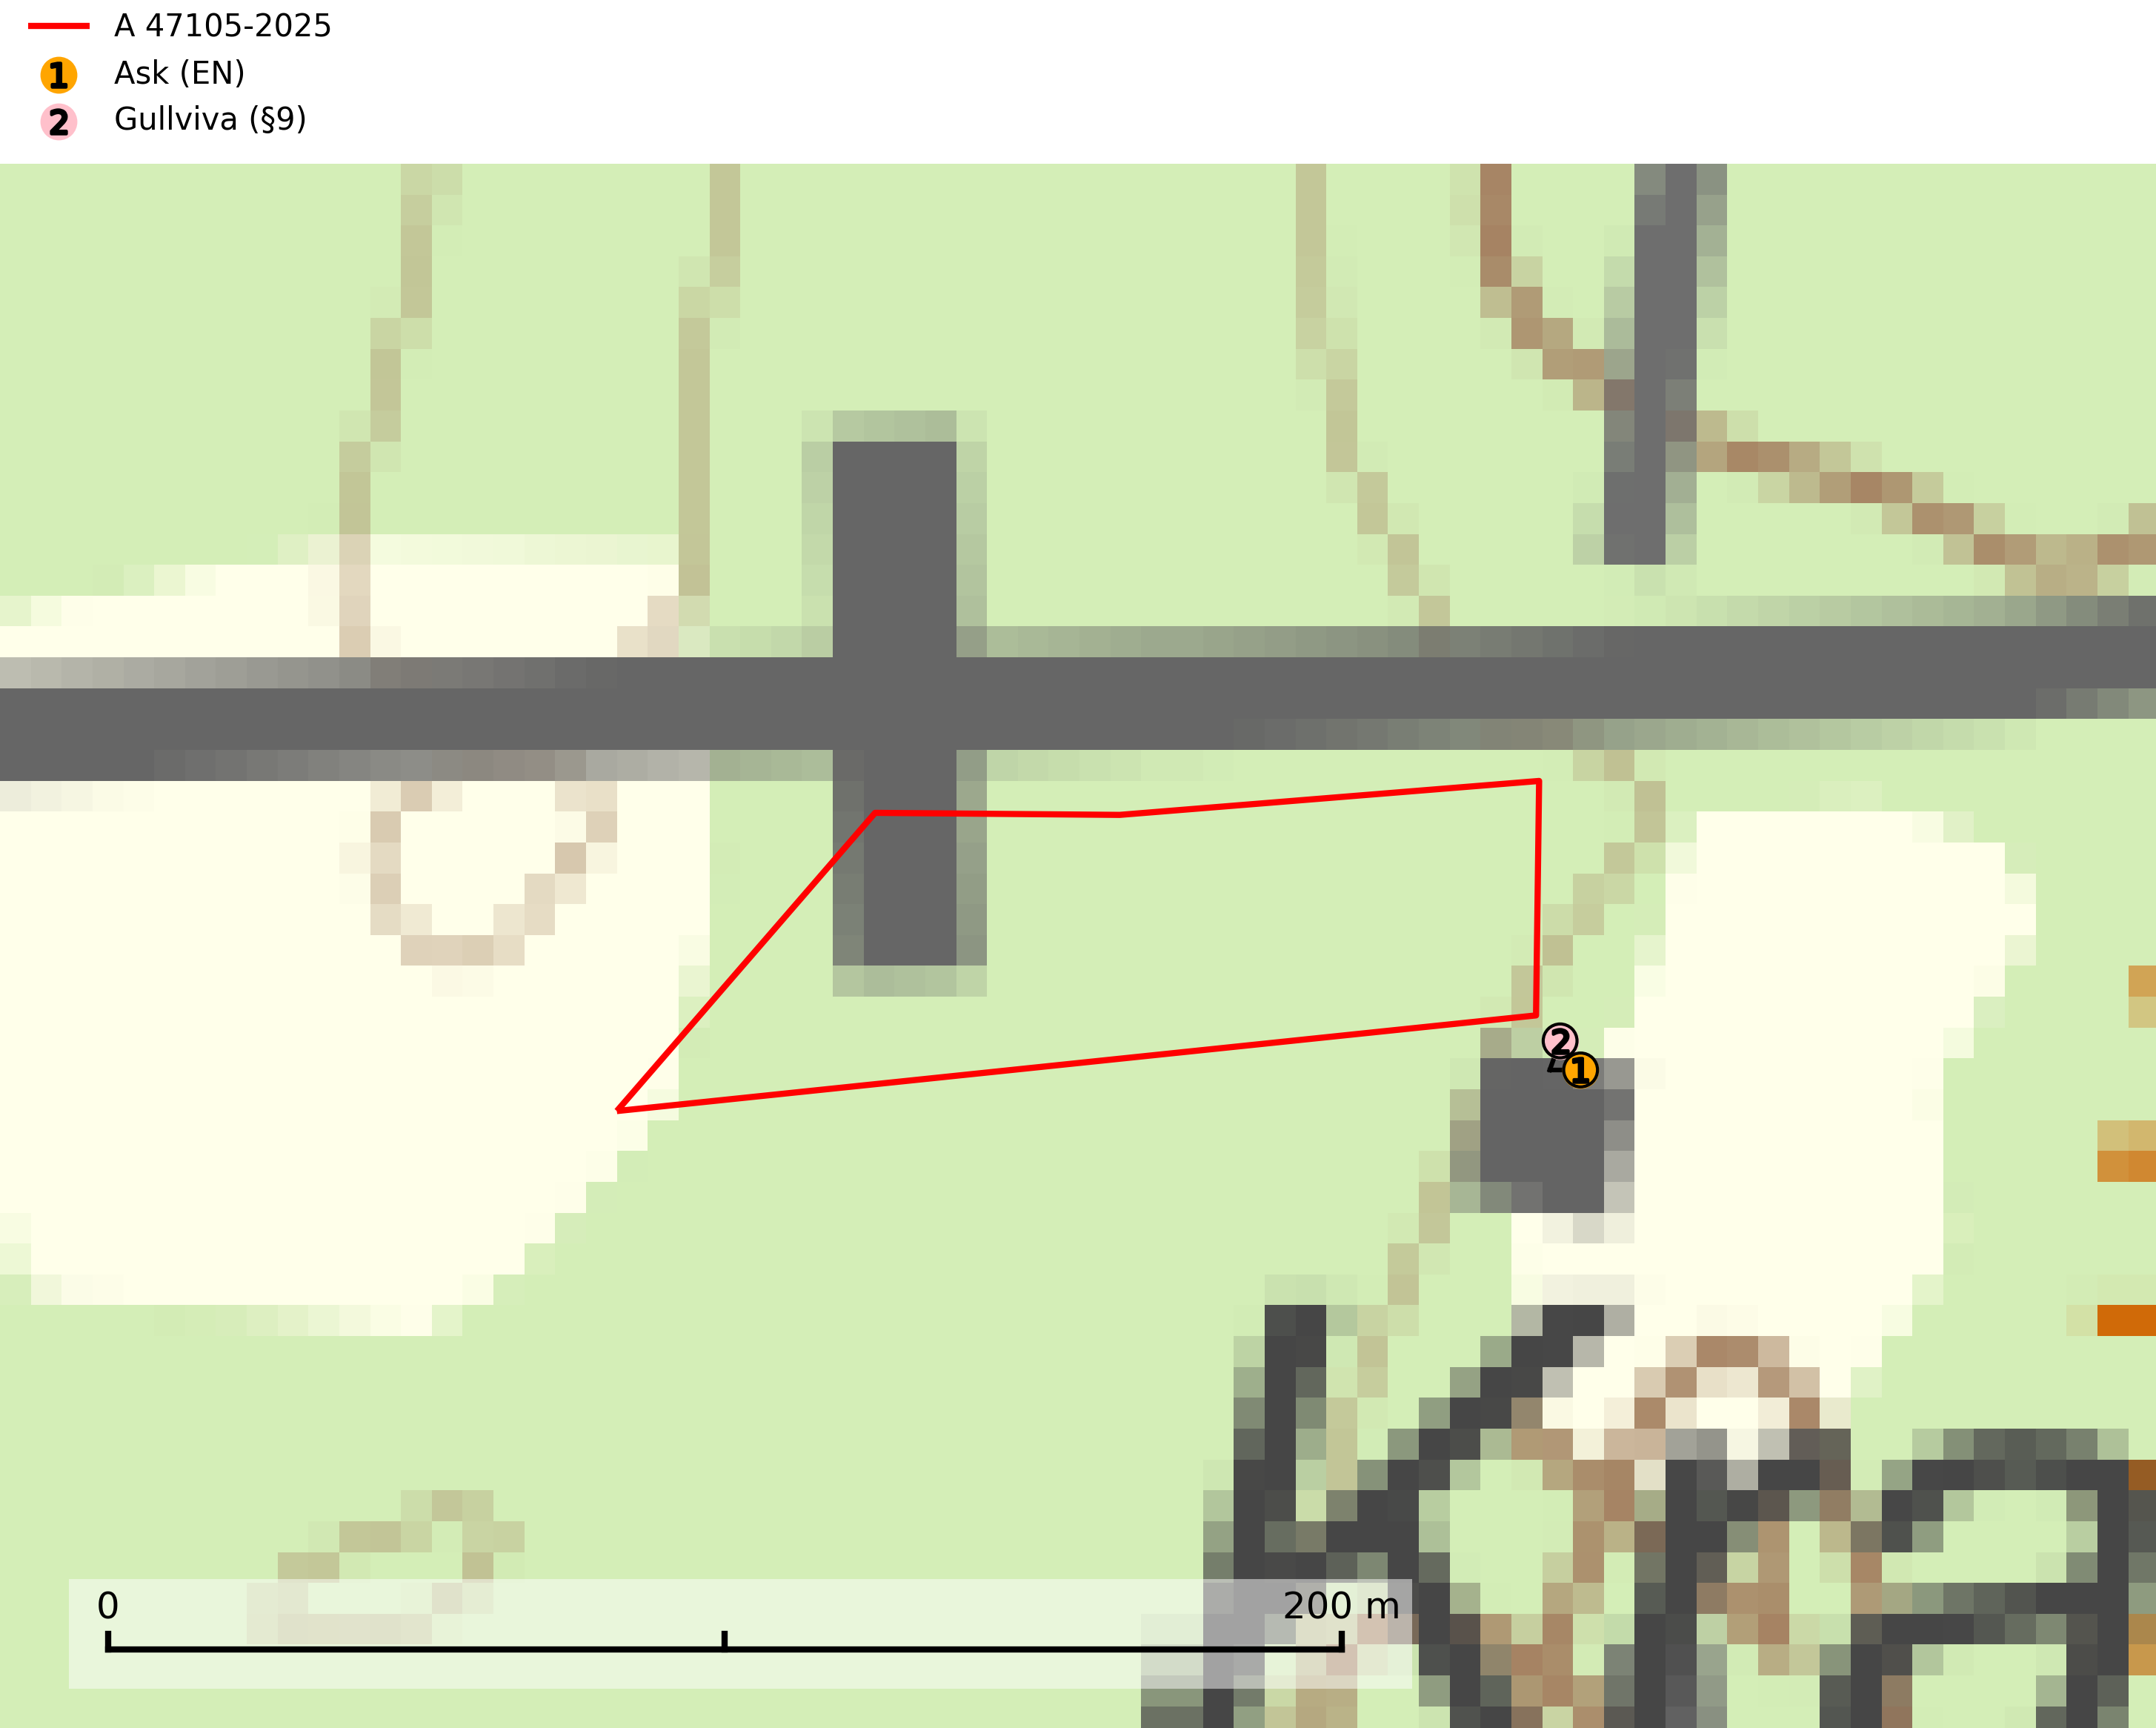 A 47105-2025
1 Ask (EN)
2 Gullviva (§9)
2
1
0 200 m